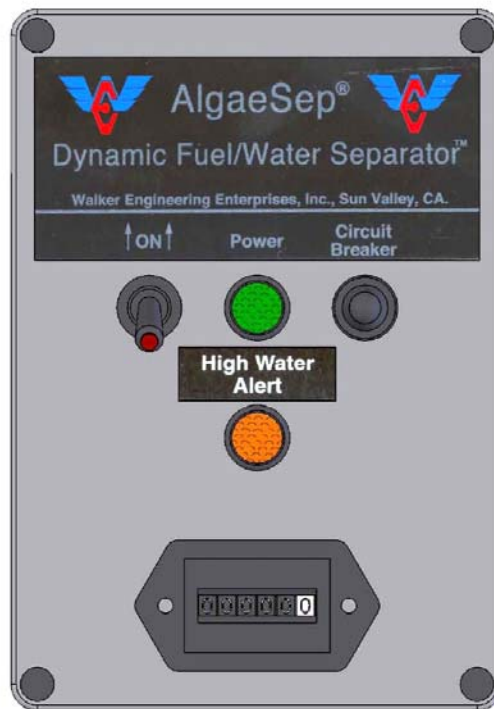 AlgaeSep®
Dynamic Fuel/Water Separator™
Walker Engineering Enterprises, Inc., Sun Valley, CA.
↑ON↑ Power Circuit Breaker
High Water
Alert
000000